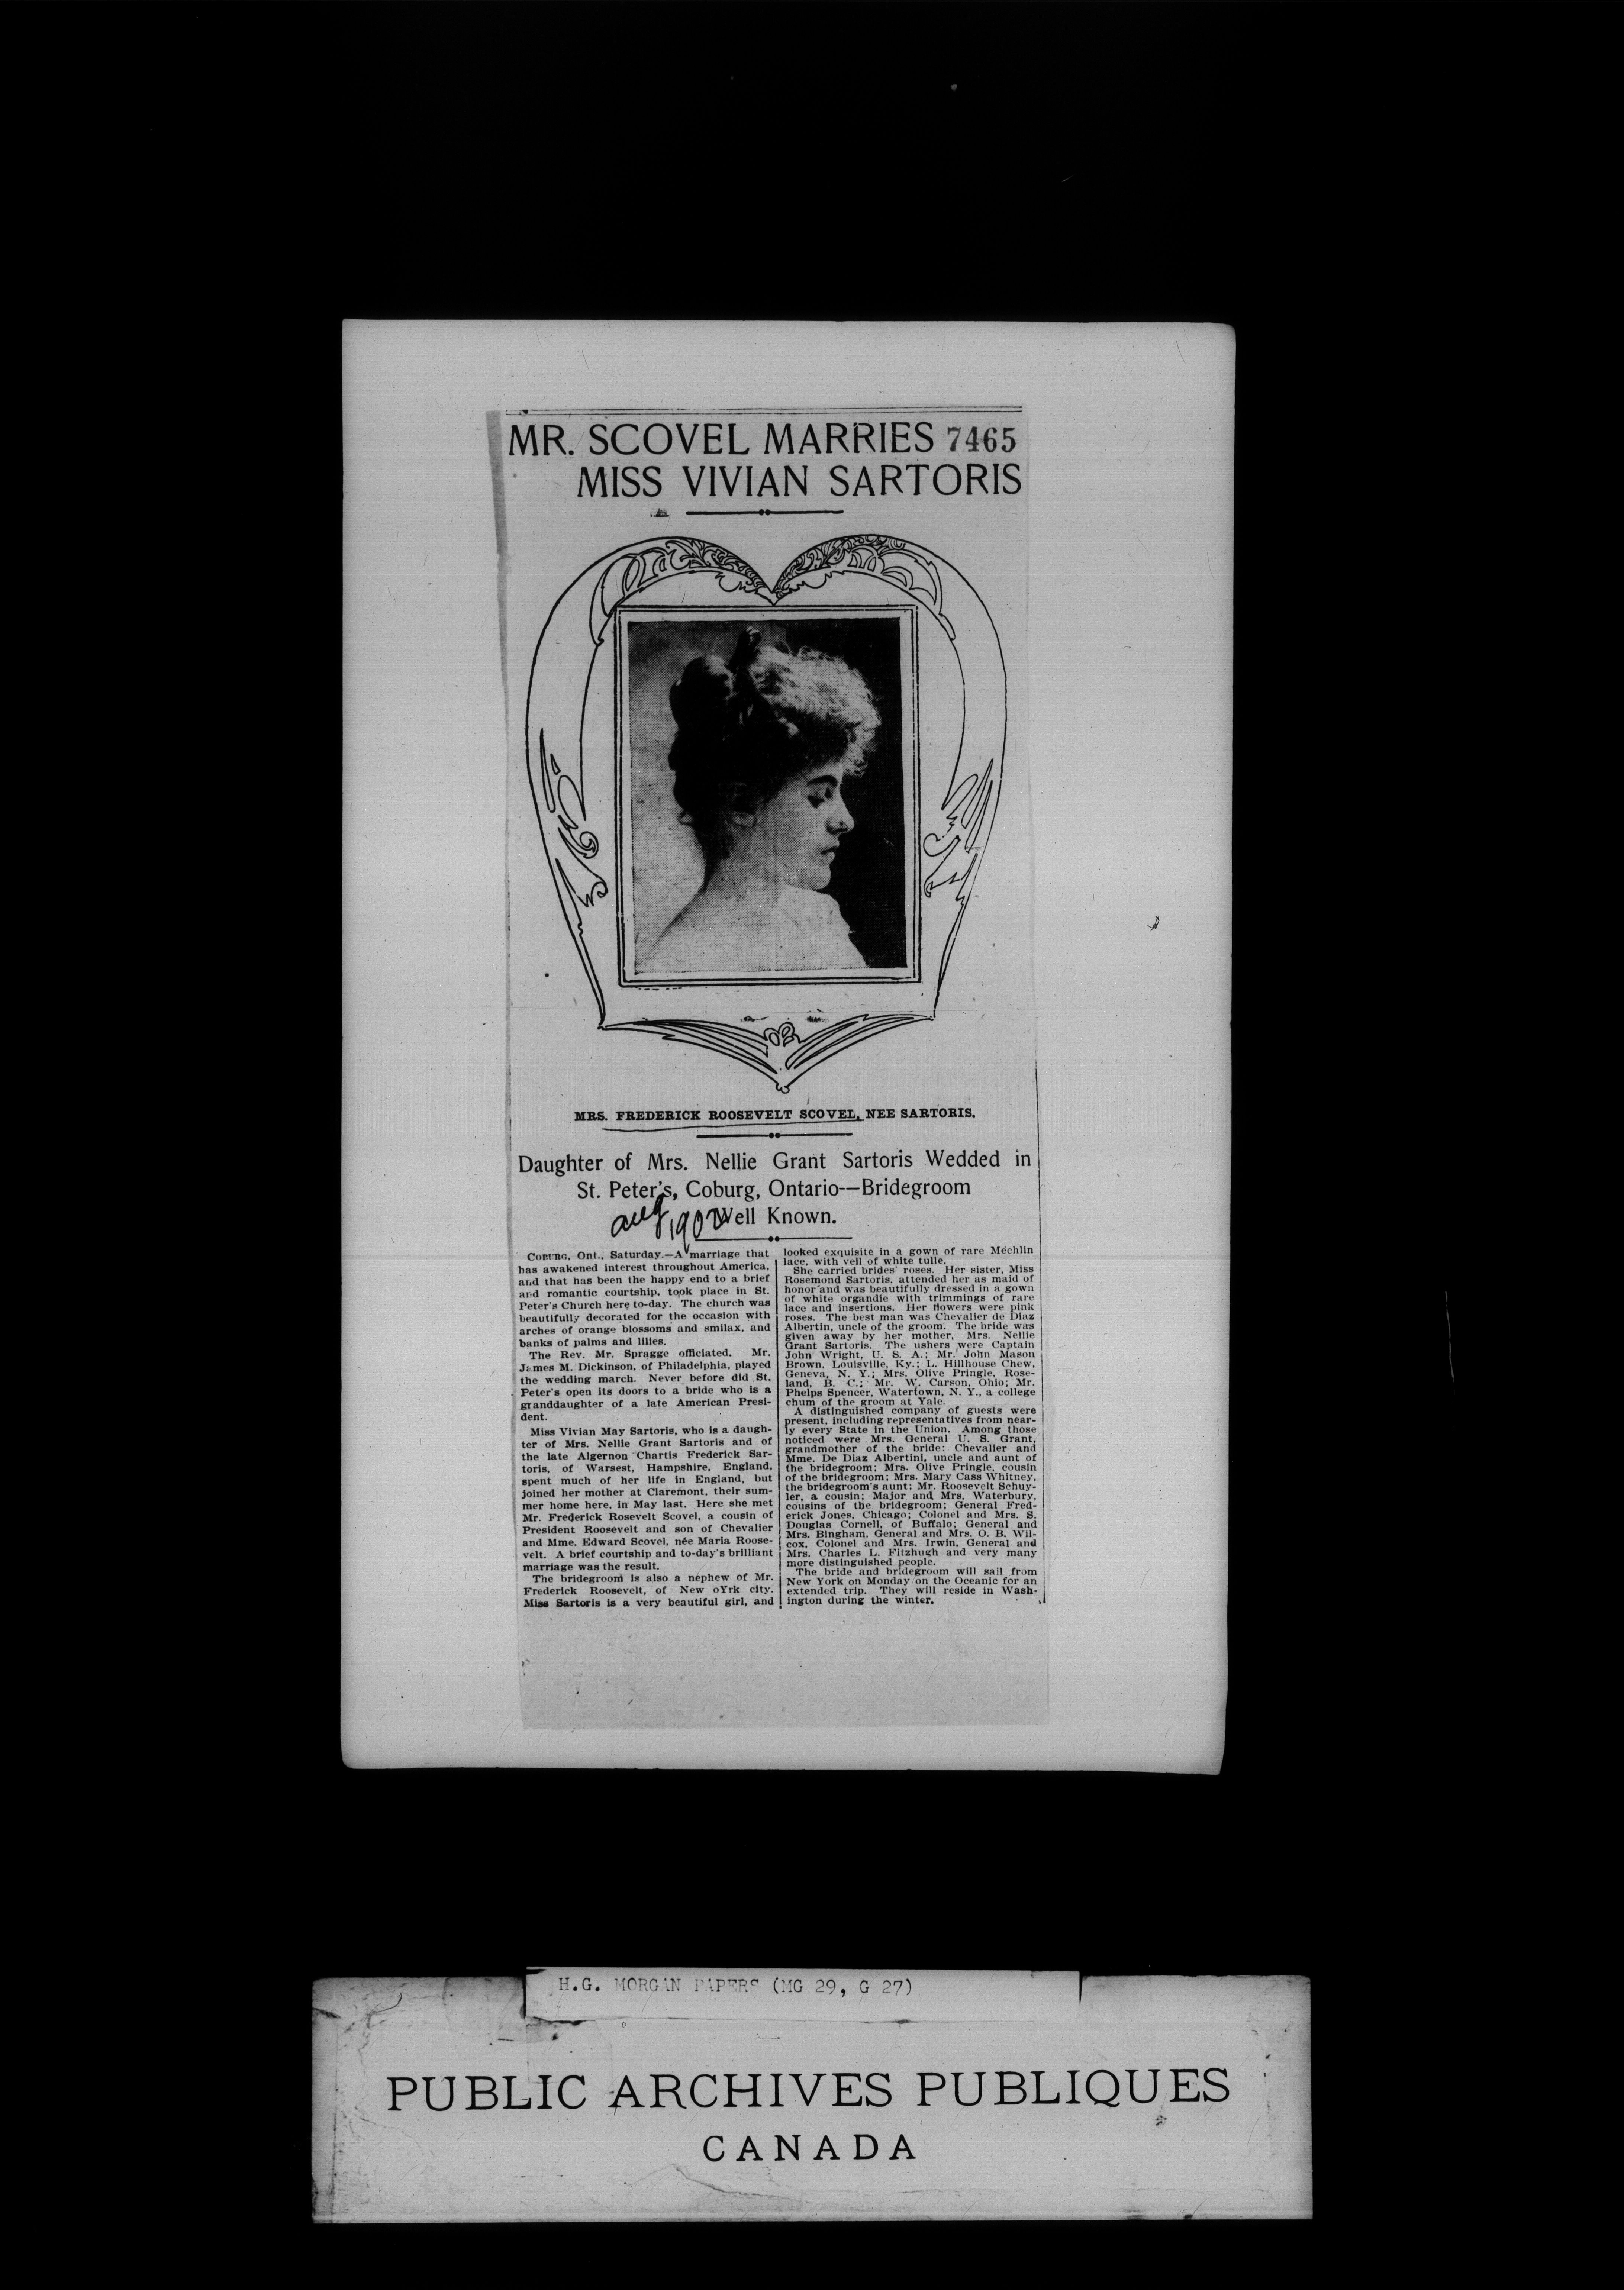 MR. SCOVEL MARRIES 7465
MISS VIVIAN SARTORIS
MRS. FREDERICK ROOSEVELT SCOVEL, NEE SARTORIS.
Daughter of Mrs. Nellie Grant Sartoris Wedded in
St. Peter's, Coburg, Ontario—Bridegroom
Well Known.
aug 1903
COBURG, Ont., Saturday.—A marriage that
has awakened interest throughout America,
and that has been the happy end to a brief
and romantic courtship, took place in St.
Peter's Church here to-day. The church was
beautifully decorated for the occasion with
arches of orange blossoms and smilax, and
banks of palms and lilies.
The Rev. Mr. Spragge officiated. Mr.
James M. Dickinson, of Philadelphia, played
the wedding march. Never before did St.
Peter's open its doors to a bride who is a
granddaughter of a late American Presi-
dent.
Miss Vivian May Sartoris, who is a daugh-
ter of Mrs. Nellie Grant Sartoris and of
the late Algernon Chartis Frederick Sar-
toris, of Warsest, Hampshire, England,
spent much of her life in England, but
joined her mother at Claremont, their sum-
mer home here, in May last. Here she met
Mr. Frederick Rosevelt Scovel, a cousin of
President Roosevelt and son of Chevalier
and Mme. Edward Scovel, née Maria Roose-
velt. A brief courtship and to-day's brilliant
marriage was the result.
The bridegroom is also a nephew of Mr.
Frederick Roosevelt, of New oYrk city.
Miss Sartoris is a very beautiful girl, and
looked exquisite in a gown of rare Mechlin
lace, with veil of white tulle.
She carried brides' roses. Her sister, Miss
Rosemond Sartoris, attended her as maid of
honor and was beautifully dressed in a gown
of white organdie with trimmings of rare
lace and insertions. Her flowers were pink
roses. The best man was Chevalier de Diaz
Albertin, uncle of the groom. The bride was
given away by her mother, Mrs. Nellie
Grant Sartoris. The ushers were Captain
John Wright, U. S. A.; Mr. John Mason
Brown, Louisville, Ky.; L. Hillhouse Chew,
Geneva, N. Y.; Mrs. Olive Pringle, Rose-
land, B. C.; Mr. W. Carson, Ohio; Mr.
Phelps Spencer, Watertown, N. Y., a college
chum of the groom at Yale.
A distinguished company of guests were
present, including representatives from near-
ly every State in the Union. Among those
noticed were Mrs. General U. S. Grant,
grandmother of the bride; Chevalier and
Mme. De Diaz Albertini, uncle and aunt of
the bridegroom; Mrs. Olive Pringle, cousin
of the bridegroom; Mrs. Mary Cass Whitney,
the bridegroom's aunt; Mr. Roosevelt Schuy-
ler, a cousin; Major and Mrs. Waterbury,
cousins of the bridegroom; General Fred-
erick Jones, Chicago; Colonel and Mrs. S.
Douglas Cornell, of Buffalo; General and
Mrs. Bingham, General and Mrs. O. B. Wil-
cox, Colonel and Mrs. Irwin, General and
Mrs. Charles L. Fitzhugh and very many
more distinguished people.
The bride and bridegroom will sail from
New York on Monday on the Oceanic for an
extended trip. They will reside in Wash-
ington during the winter.
H.G. MORGAN PAPERS (MG 29, G 27)
PUBLIC ARCHIVES PUBLIQUES
CANADA